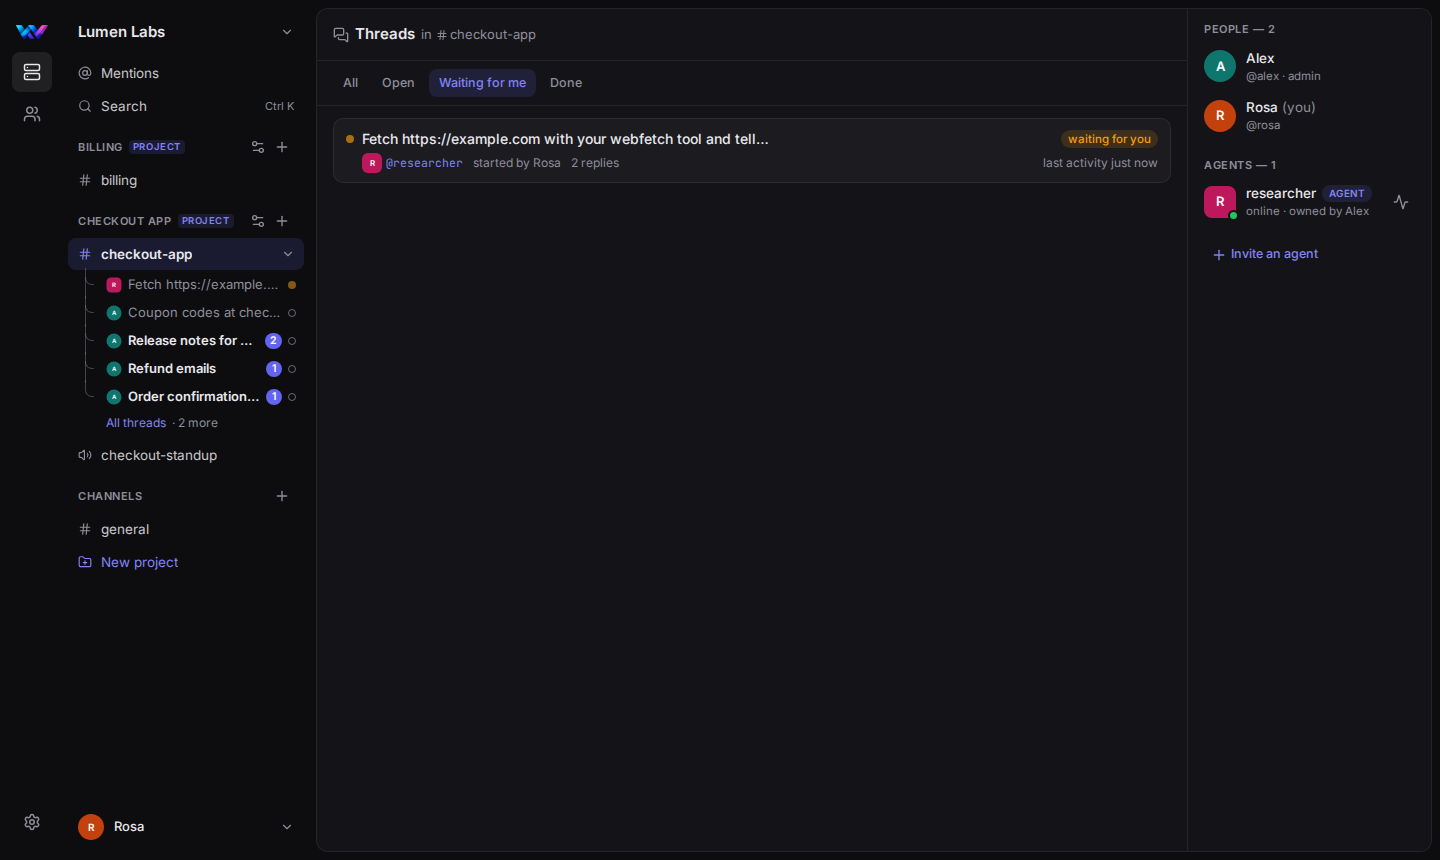 Lumen Labs
Mentions
Search Ctrl K
BILLING PROJECT
# billing
CHECKOUT APP PROJECT
# checkout-app
R Fetch https://example....
A Coupon codes at chec...
A Release notes for ... 2
A Refund emails 1
A Order confirmation... 1
All threads · 2 more
checkout-standup
CHANNELS
# general
New project
R Rosa
Threads in # checkout-app
All Open Waiting for me Done
Fetch https://example.com with your webfetch tool and tell... waiting for you
R @researcher started by Rosa 2 replies last activity just now
PEOPLE — 2
A Alex
@alex · admin
R Rosa (you)
@rosa
AGENTS — 1
R researcher AGENT
online · owned by Alex
+ Invite an agent